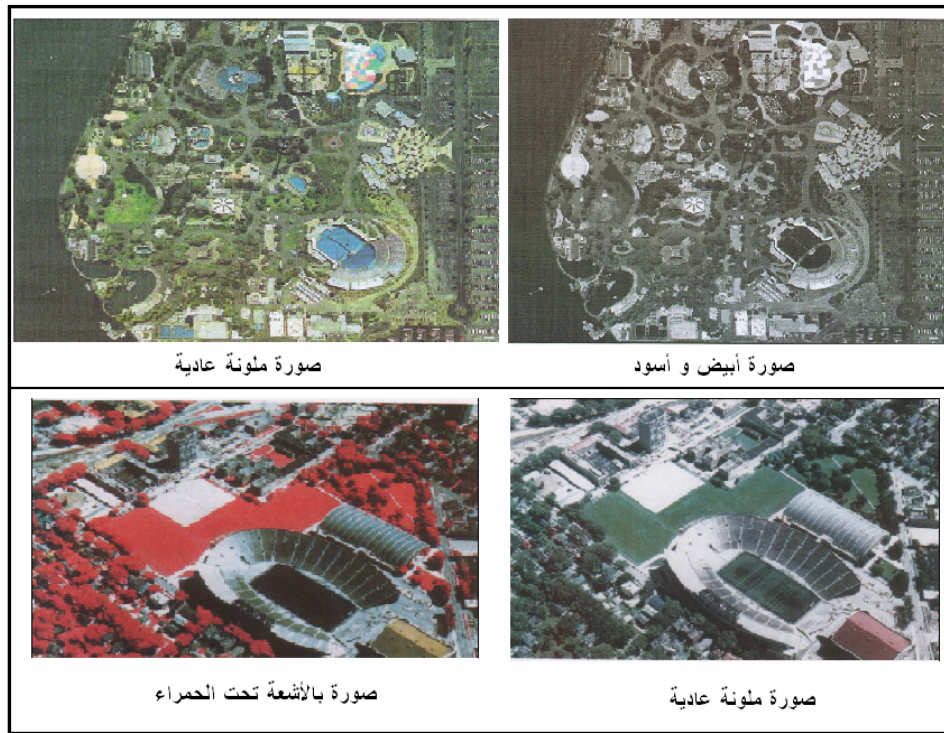 صورة أبيض و أسود
صورة ملونة عادية
صورة ملونة عادية
صورة بالأشعة تحت الحمراء